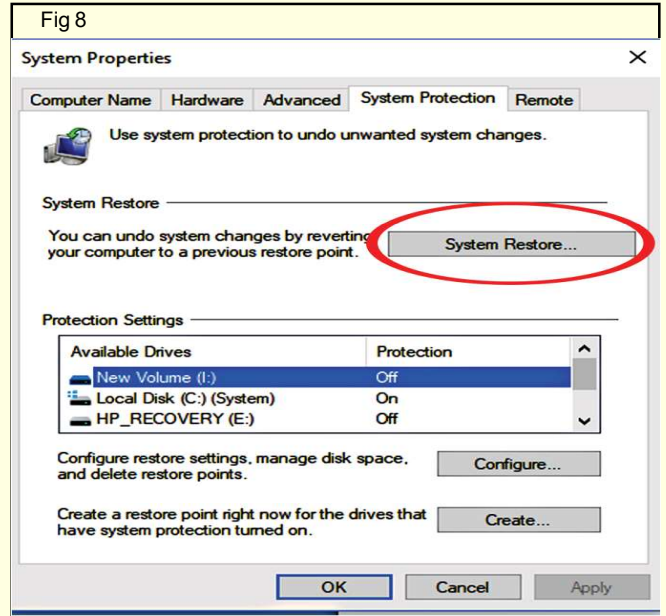 Fig 8
System Properties
Computer Name Hardware Advanced System Protection Remote
Use system protection to undo unwanted system changes.
System Restore
You can undo system changes by reverting
your computer to a previous restore point.
System Restore...
Protection Settings
Available Drives Protection
New Volume (I:) Off
Local Disk (C:) (System) On
HP_RECOVERY (E:) Off
Configure restore settings, manage disk space,
and delete restore points.
Configure...
Create a restore point right now for the drives that
have system protection turned on.
Create...
OK Cancel Apply